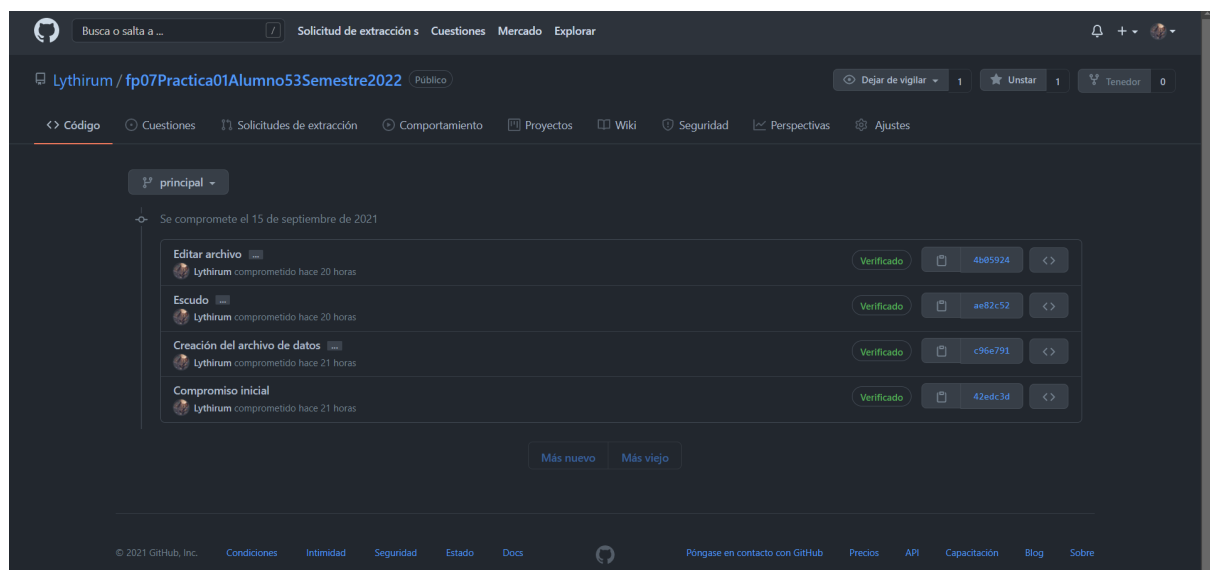 Busca o salta a ... / Solicitud de extracción s Cuestiones Mercado Explorar
Lythirum / fp07Practica01Alumno53Semestre2022 Público Dejar de vigilar 1 Unstar 1 Tenedor 0
<> Código Cuestiones Solicitudes de extracción Comportamiento Proyectos Wiki Seguridad Perspectivas Ajustes
principal
Se compromete el 15 de septiembre de 2021
Editar archivo ...
Lythirum comprometido hace 20 horas
Verificado 4b05924 <>
Escudo ...
Lythirum comprometido hace 20 horas
Verificado ae82c52 <>
Creación del archivo de datos ...
Lythirum comprometido hace 21 horas
Verificado c96e791 <>
Compromiso inicial
Lythirum comprometido hace 21 horas
Verificado 42edc3d <>
Más nuevo Más viejo
© 2021 GitHub, Inc. Condiciones Intimidad Seguridad Estado Docs Póngase en contacto con GitHub Precios API Capacitación Blog Sobre